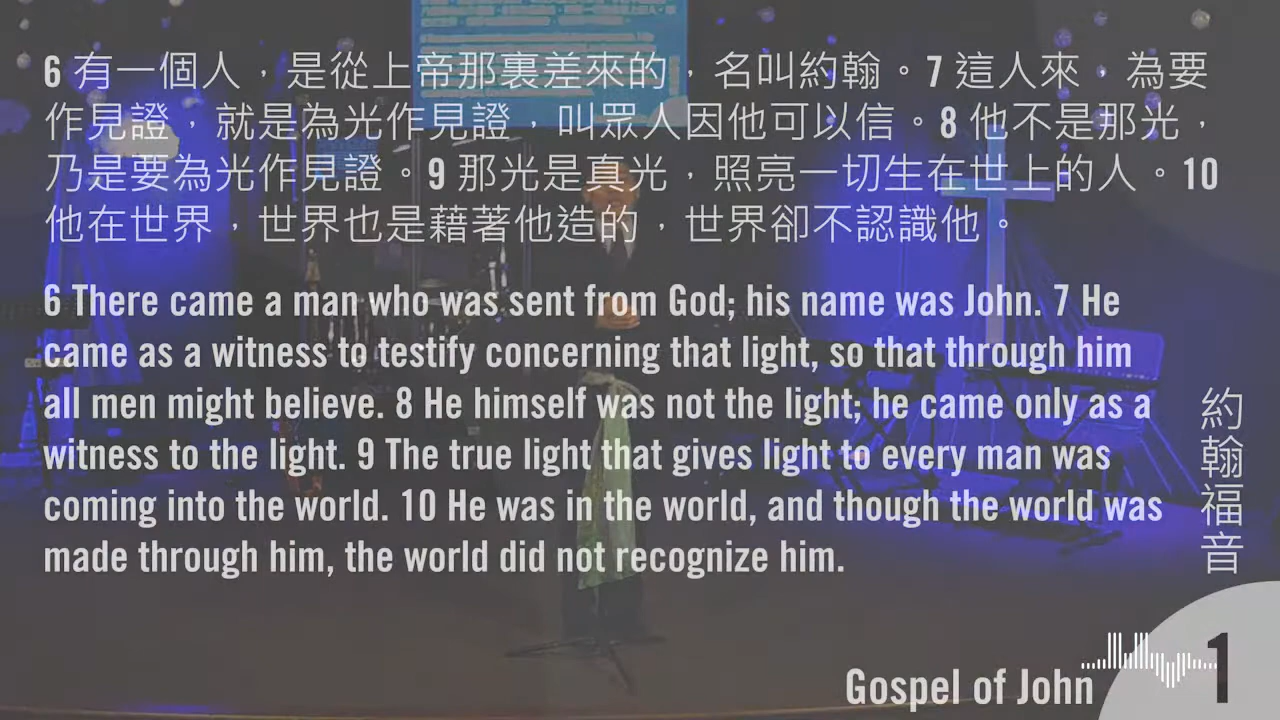 6 有一個人，是從上帝那裏差來的，名叫約翰。7 這人來，為要
作見證，就是為光作見證，叫眾人因他可以信。8 他不是那光，
乃是要為光作見證。9 那光是真光，照亮一切生在世上的人。10
他在世界，世界也是藉著他造的，世界卻不認識他。
6 There came a man who was sent from God; his name was John. 7 He
came as a witness to testify concerning that light, so that through him
all men might believe. 8 He himself was not the light; he came only as a
witness to the light. 9 The true light that gives light to every man was
coming into the world. 10 He was in the world, and though the world was
made through him, the world did not recognize him.
約翰福音
Gospel of John
1